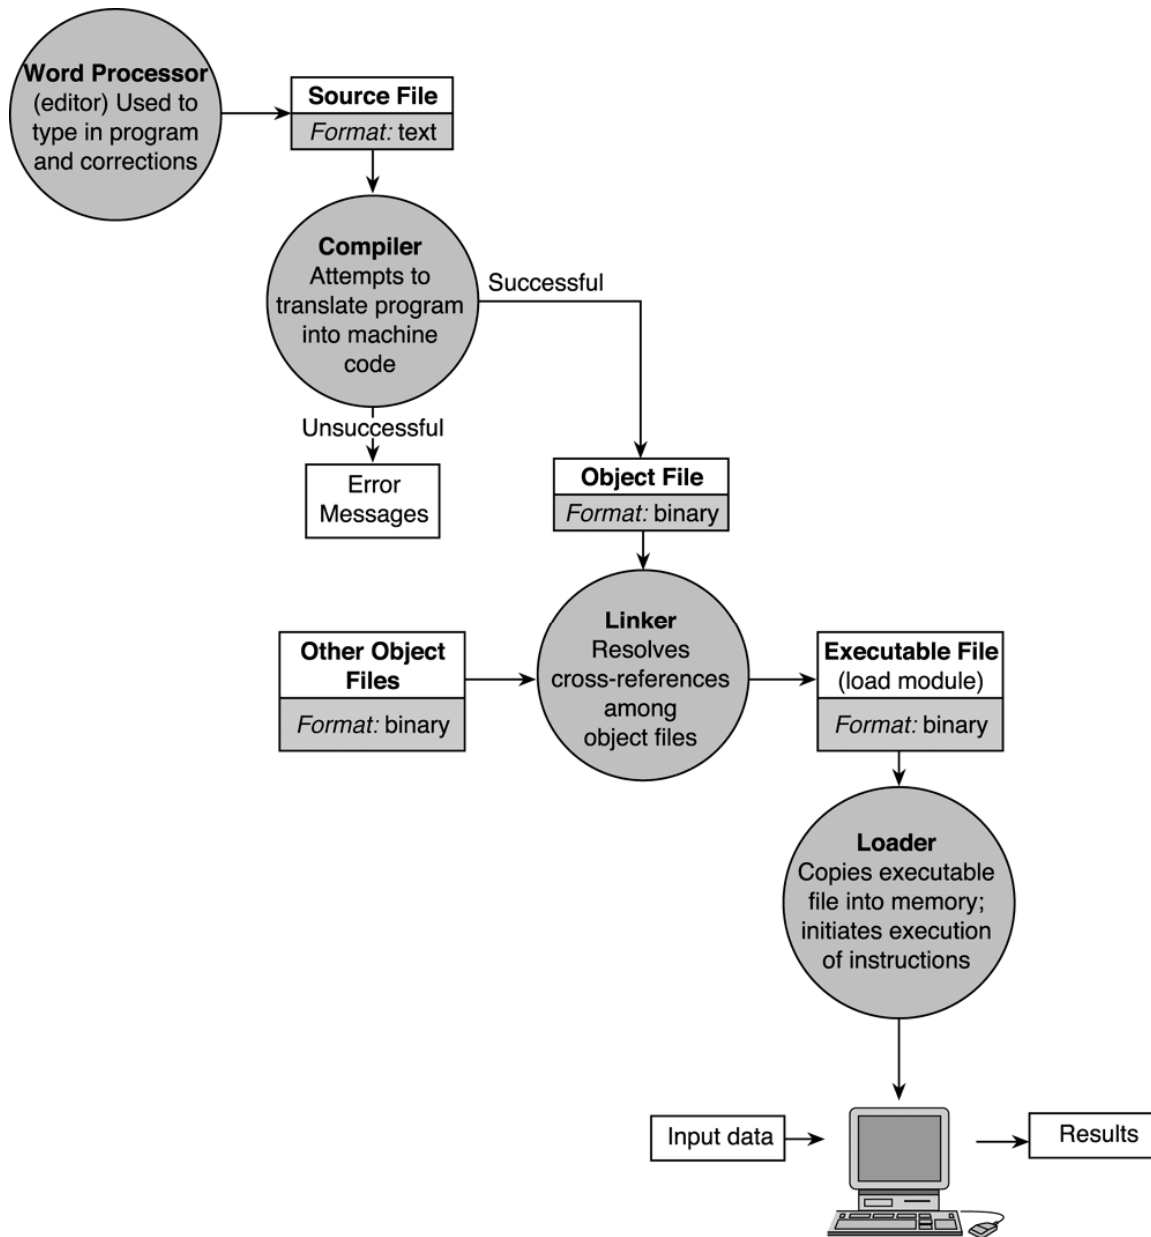 Word Processor
(editor) Used to
type in program
and corrections
Source File
Format: text
Compiler
Attempts to
translate program
into machine
code
Successful
Unsuccessful
Error
Messages
Object File
Format: binary
Linker
Resolves
cross-references
among
object files
Other Object
Files
Format: binary
Executable File
(load module)
Format: binary
Loader
Copies executable
file into memory;
initiates execution
of instructions
Input data
Results